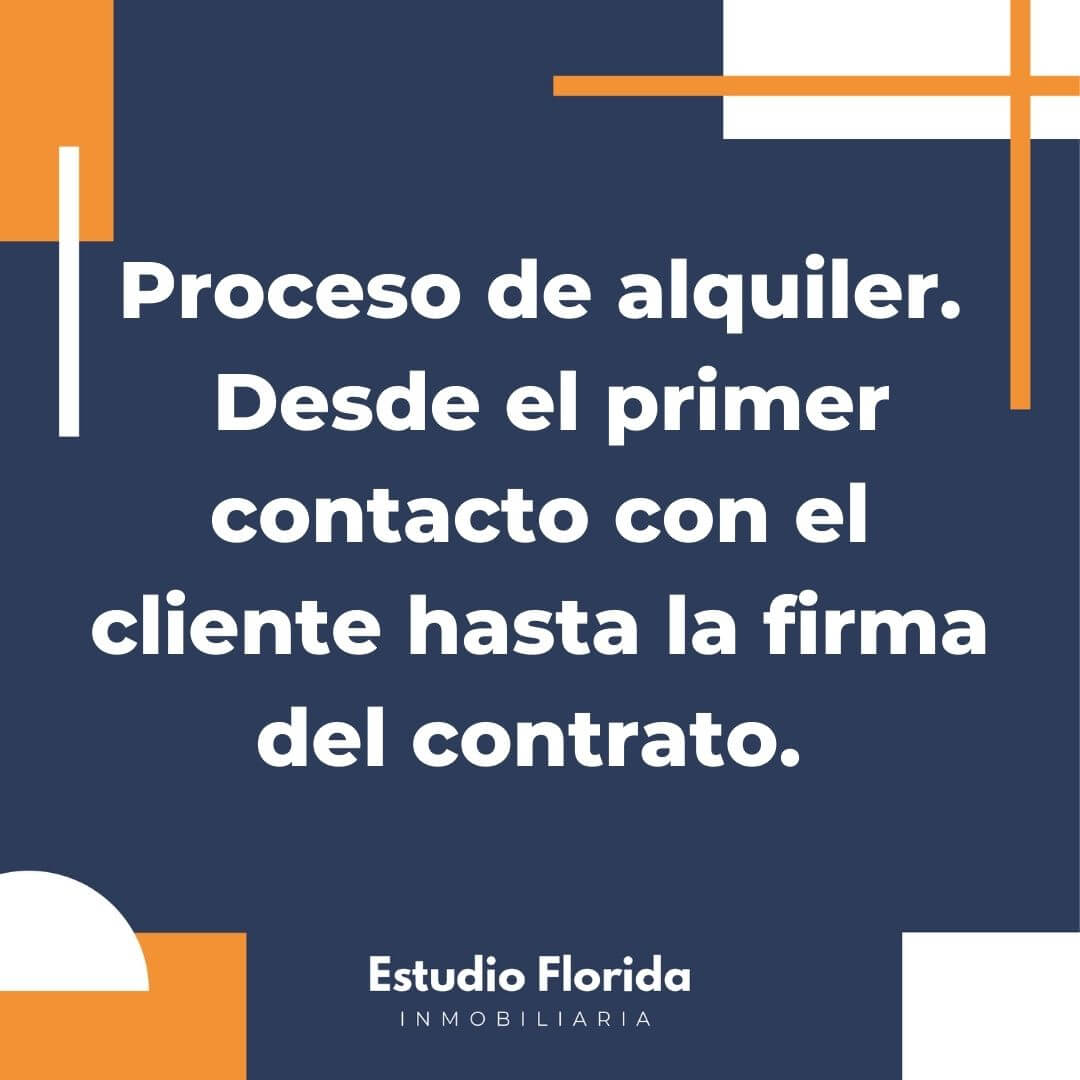 Proceso de alquiler.
Desde el primer
contacto con el
cliente hasta la firma
del contrato.
Estudio Florida
INMOBILIARIA